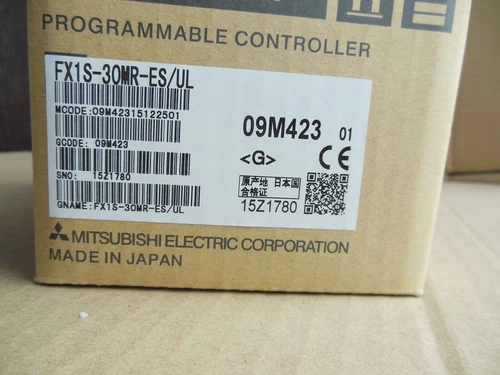 PROGRAMMABLE CONTROLLER
FX1S-30MR-ES/UL
MCODE:09M42315122501
GCODE: 09M423
SNO: 15Z1780
GNAME:FX1S-30MR-ES/UL
09M423 01
<G> CE
原产地 日本国
合格证
15Z1780
MITSUBISHI ELECTRIC CORPORATION
MADE IN JAPAN